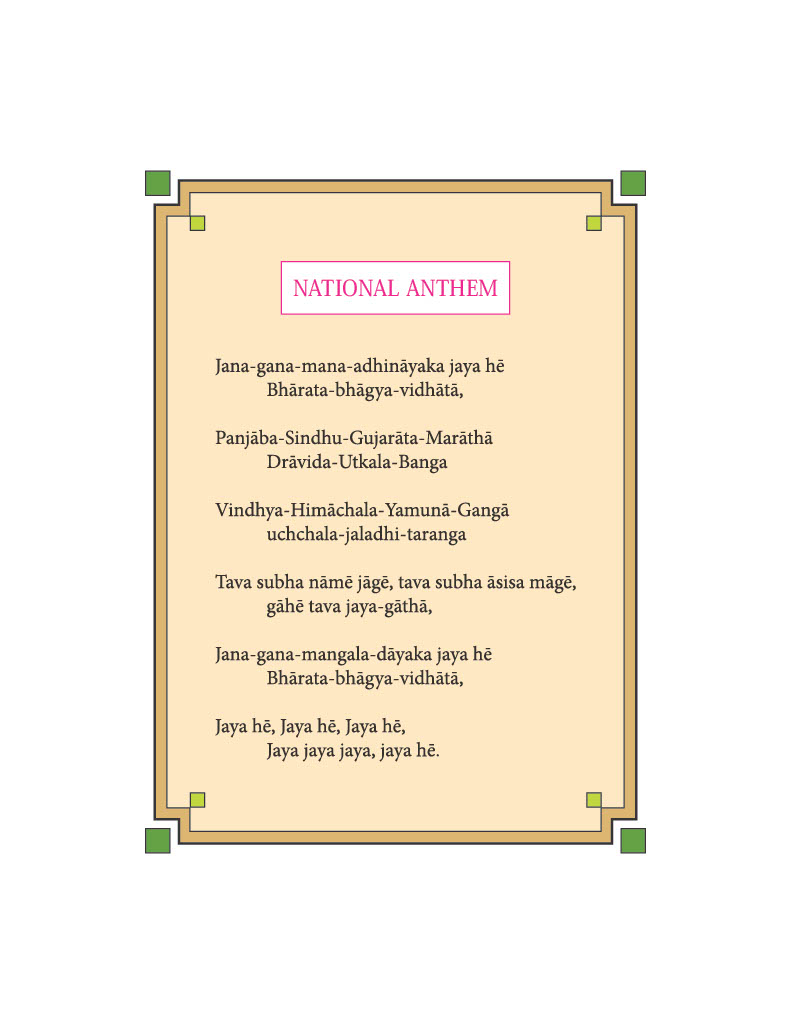 NATIONAL ANTHEM
Jana-gana-mana-adhināyaka jaya hē
Bhārata-bhāgya-vidhātā,
Panjāba-Sindhu-Gujarāta-Marāthā
Drāvida-Utkala-Banga
Vindhya-Himāchala-Yamunā-Gangā
uchchala-jaladhi-taranga
Tava subha nāmē jāgē, tava subha āsisa māgē,
gāhē tava jaya-gāthā,
Jana-gana-mangala-dāyaka jaya hē
Bhārata-bhāgya-vidhātā,
Jaya hē, Jaya hē, Jaya hē,
Jaya jaya jaya, jaya hē.